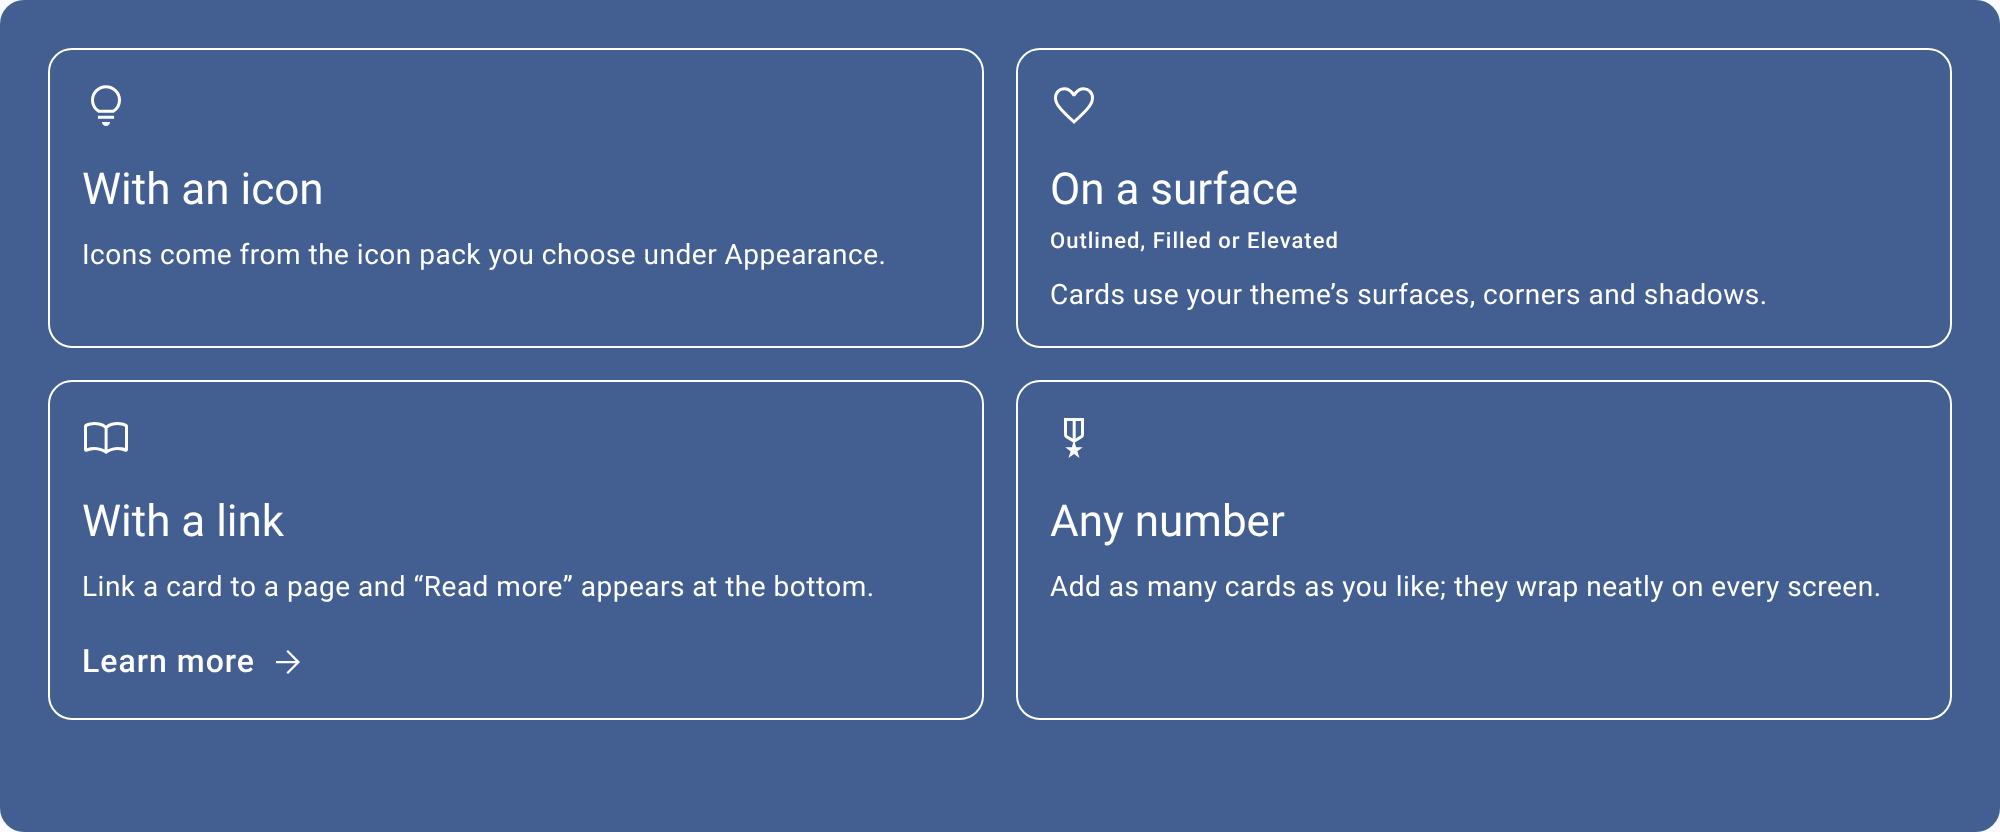 With an icon
Icons come from the icon pack you choose under Appearance.
On a surface
Outlined, Filled or Elevated
Cards use your theme’s surfaces, corners and shadows.
With a link
Link a card to a page and “Read more” appears at the bottom.
Learn more
Any number
Add as many cards as you like; they wrap neatly on every screen.